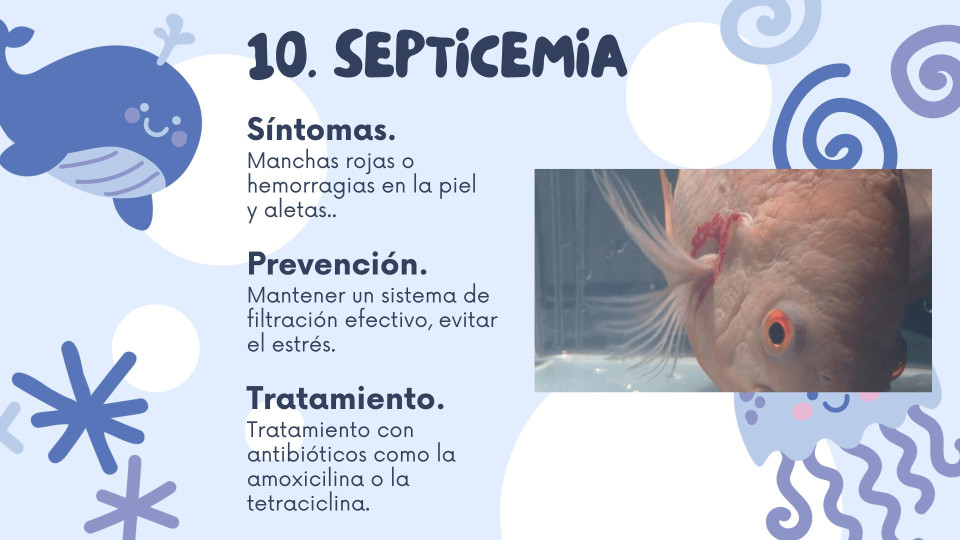 10. SEPTiCEMiA
Síntomas.
Manchas rojas o
hemorragias en la piel
y aletas..
Prevención.
Mantener un sistema de
filtración efectivo, evitar
el estrés.
Tratamiento.
Tratamiento con
antibióticos como la
amoxicilina o la
tetraciclina.